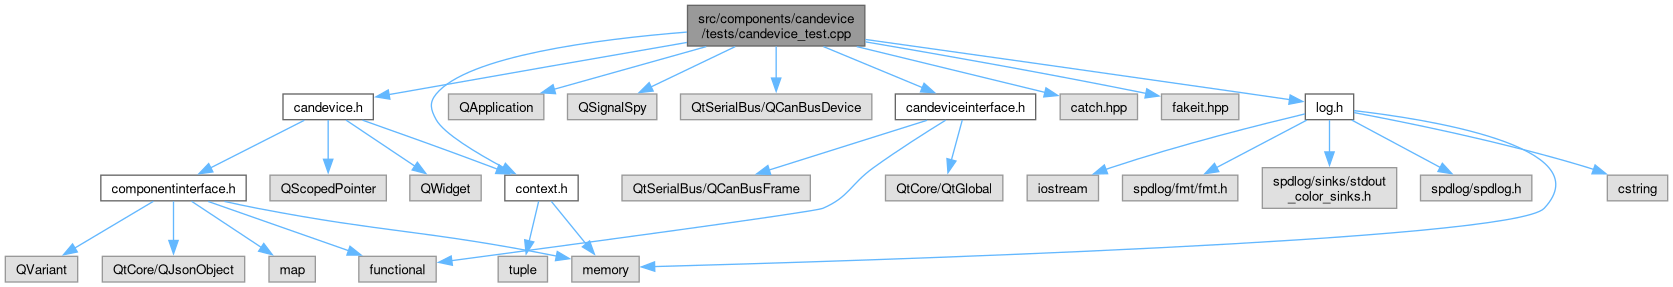 src/components/candevice
/tests/candevice_test.cpp
candevice.h
QApplication
QSignalSpy
QtSerialBus/QCanBusDevice
candeviceinterface.h
catch.hpp
fakeit.hpp
log.h
componentinterface.h
QScopedPointer
QWidget
context.h
QtSerialBus/QCanBusFrame
QtCore/QtGlobal
iostream
spdlog/fmt/fmt.h
spdlog/sinks/stdout
_color_sinks.h
spdlog/spdlog.h
cstring
QVariant
QtCore/QJsonObject
map
functional
tuple
memory